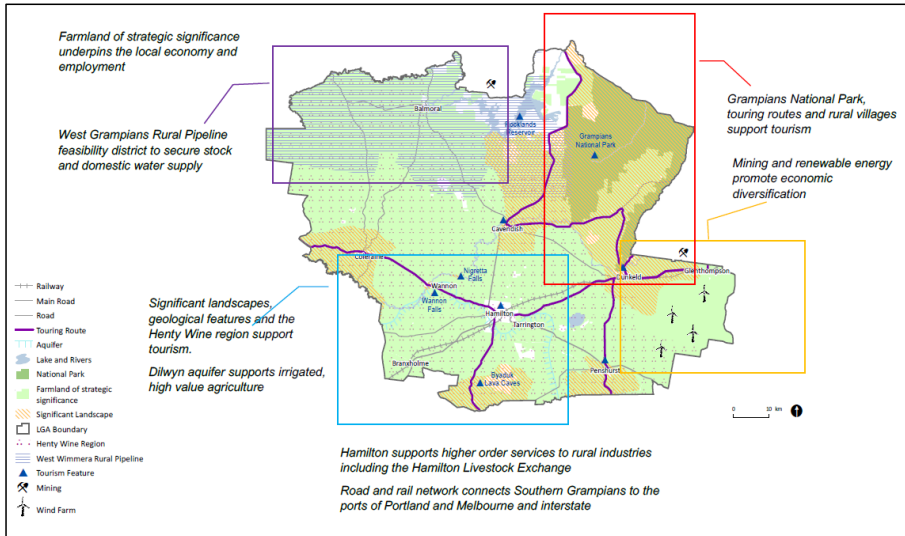 Farmland of strategic significance
underpins the local economy and
employment
West Grampians Rural Pipeline
feasibility district to secure stock
and domestic water supply
Grampians National Park,
touring routes and rural villages
support tourism
Mining and renewable energy
promote economic
diversification
Balmoral
Rocklands
Reservoir
Grampians
National Park
Cavendish
Coleraine
Nigretta
Falls
Wannon
Wannon
Falls
Hamilton
Tarrington
Dunkeld
Glenthompson
Branxholme
Byaduk
Lava Caves
Penshurst
Significant landscapes,
geological features and the
Henty Wine region support
tourism.
Dilwyn aquifer supports irrigated,
high value agriculture
Railway
Main Road
Road
Touring Route
Aquifer
Lake and Rivers
National Park
Farmland of strategic
significance
Significant Landscape
LGA Boundary
Henty Wine Region
West Wimmera Rural Pipeline
Tourism Feature
Mining
Wind Farm
0 10 km
Hamilton supports higher order services to rural industries
including the Hamilton Livestock Exchange
Road and rail network connects Southern Grampians to the
ports of Portland and Melbourne and interstate